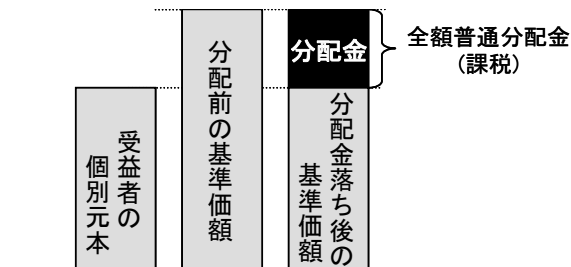 受益者の
個別元本
分配前の基準価額
分配金
分配金落ち後の
基準価額
全額普通分配金
(課税)